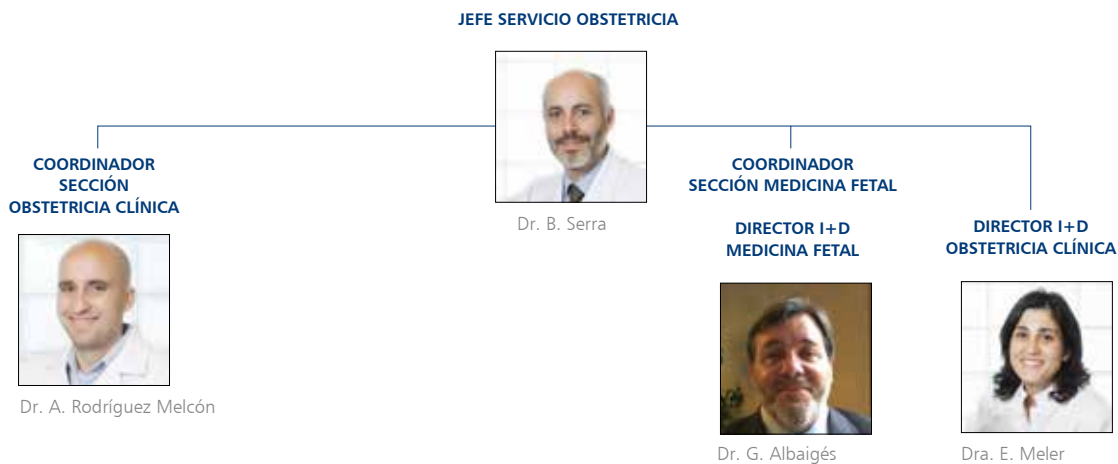 JEFE SERVICIO OBSTETRICIA
Dr. B. Serra
COORDINADOR
SECCIÓN
OBSTETRICIA CLÍNICA
Dr. A. Rodríguez Melcón
COORDINADOR
SECCIÓN MEDICINA FETAL
DIRECTOR I+D
MEDICINA FETAL
Dr. G. Albaigés
DIRECTOR I+D
OBSTETRICIA CLÍNICA
Dra. E. Meler